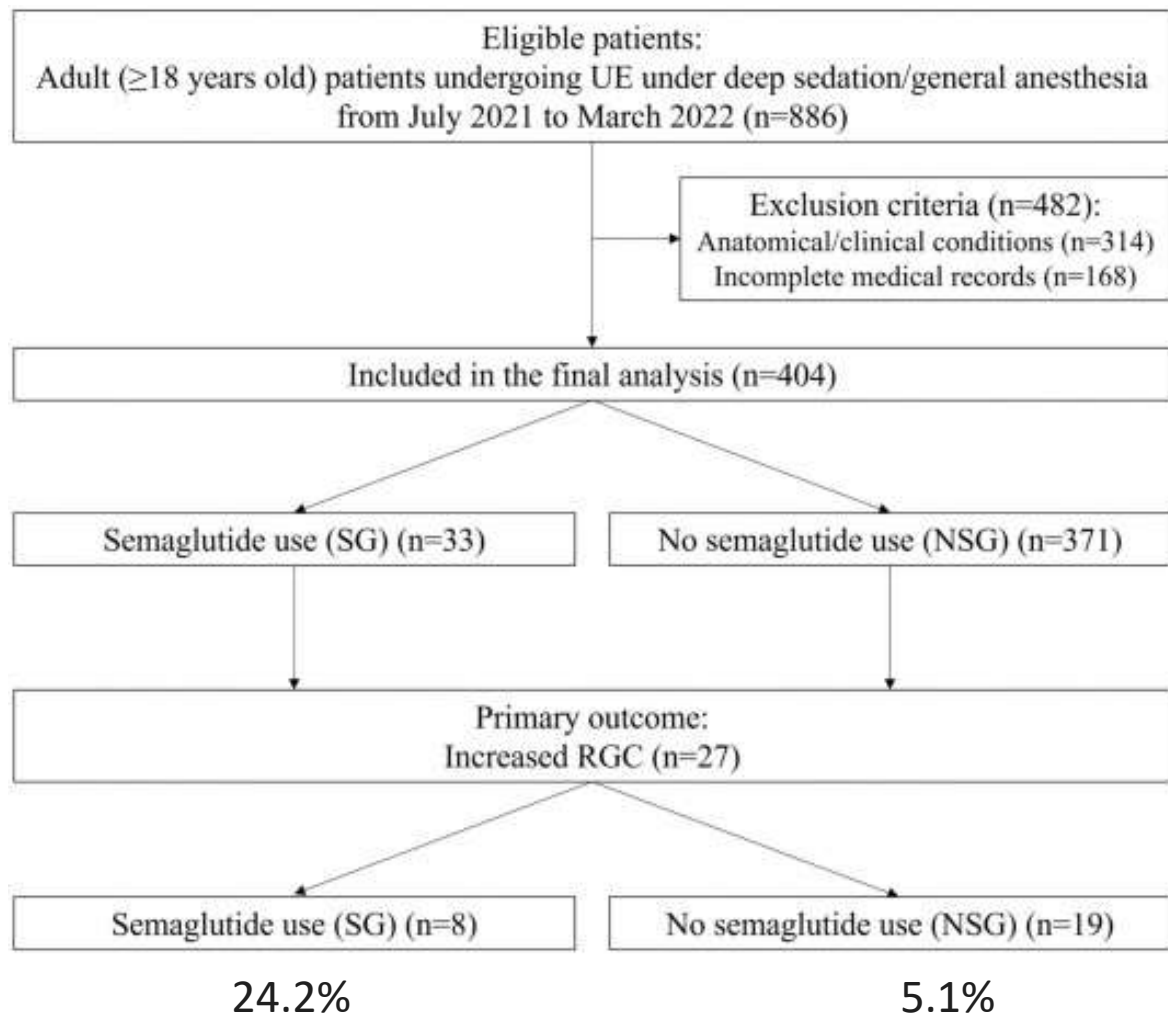 Eligible patients:
Adult (≥18 years old) patients undergoing UE under deep sedation/general anesthesia
from July 2021 to March 2022 (n=886)
Exclusion criteria (n=482):
Anatomical/clinical conditions (n=314)
Incomplete medical records (n=168)
Included in the final analysis (n=404)
Semaglutide use (SG) (n=33)
No semaglutide use (NSG) (n=371)
Primary outcome:
Increased RGC (n=27)
Semaglutide use (SG) (n=8)
No semaglutide use (NSG) (n=19)
24.2%
5.1%